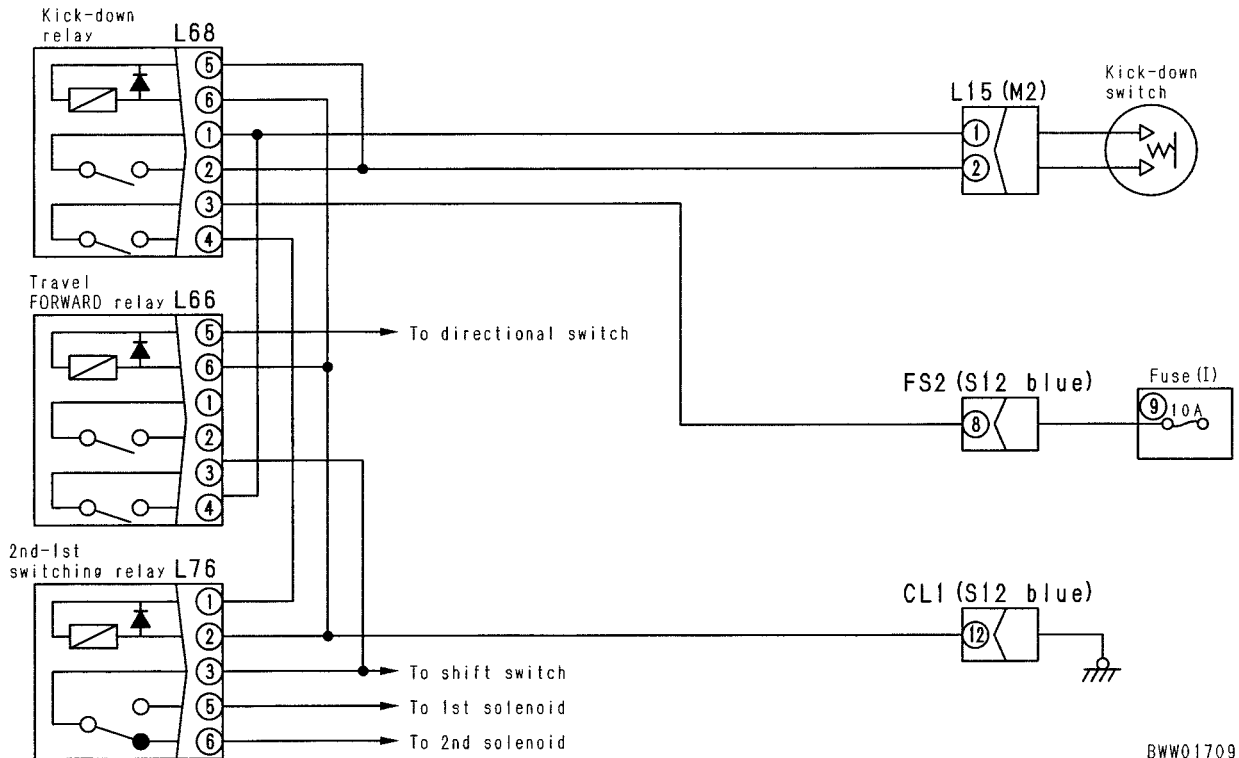 Kick-down
relay L68
5
6
1
2
3
4
L15 (M2)
1
2
Kick-down
switch
Travel
FORWARD relay L66
5 To directional switch
6
1
2
3
4
FS2 (S12 blue)
8
Fuse (I)
9 10A
2nd-1st
switching relay L76
1
2
3 To shift switch
5 To 1st solenoid
6 To 2nd solenoid
CL1 (S12 blue)
12
BWW01709